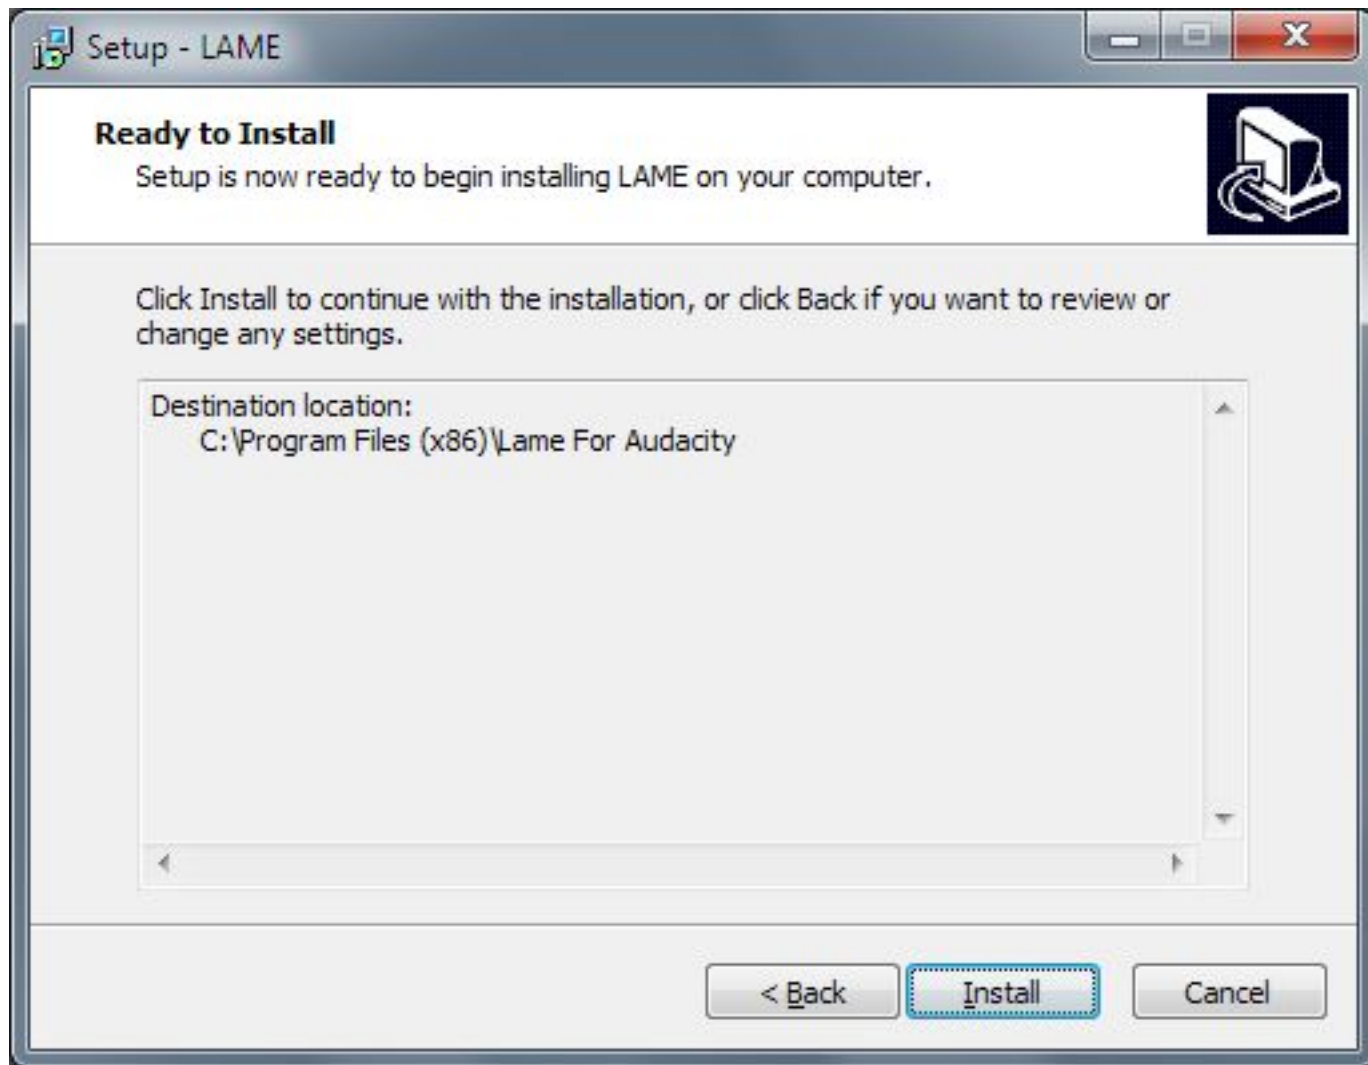 Setup - LAME
Ready to Install
Setup is now ready to begin installing LAME on your computer.
Click Install to continue with the installation, or click Back if you want to review or
change any settings.
Destination location:
C:\Program Files (x86)\Lame For Audacity
< Back
Install
Cancel